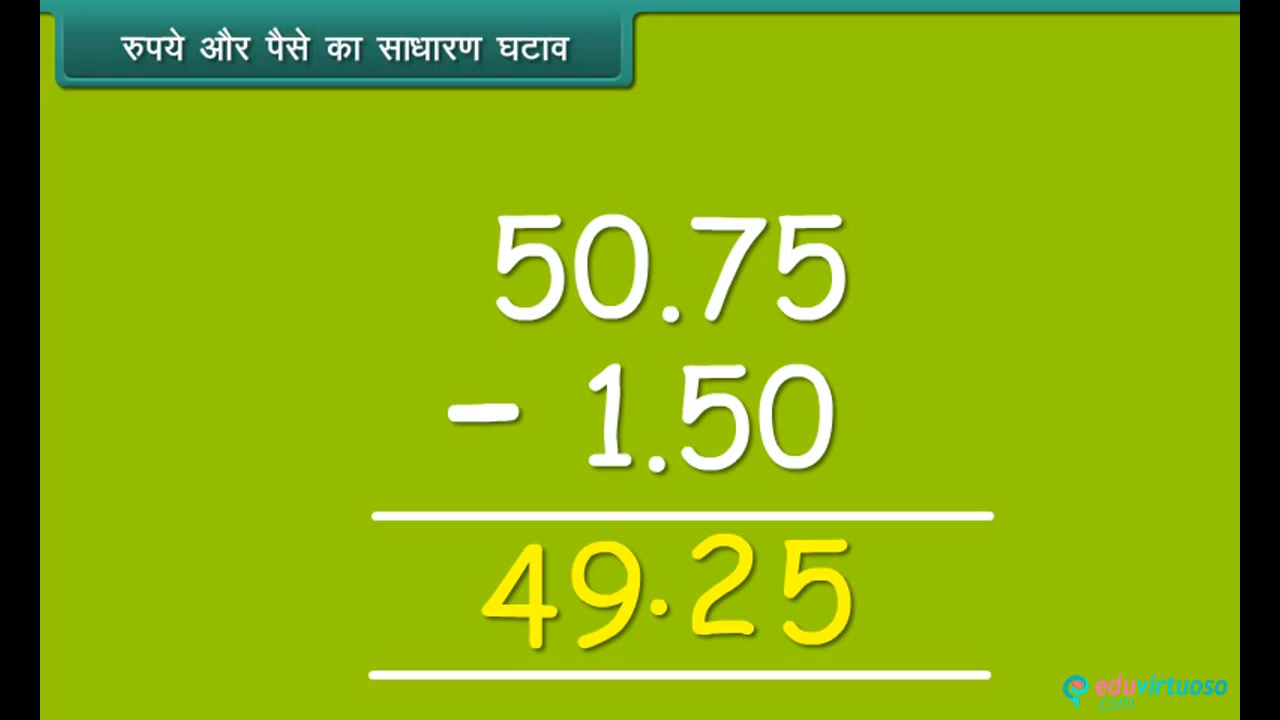 रुपये और पैसे का साधारण घटाव
50.75
- 1.50
49.25
eduvirtuoso
.com